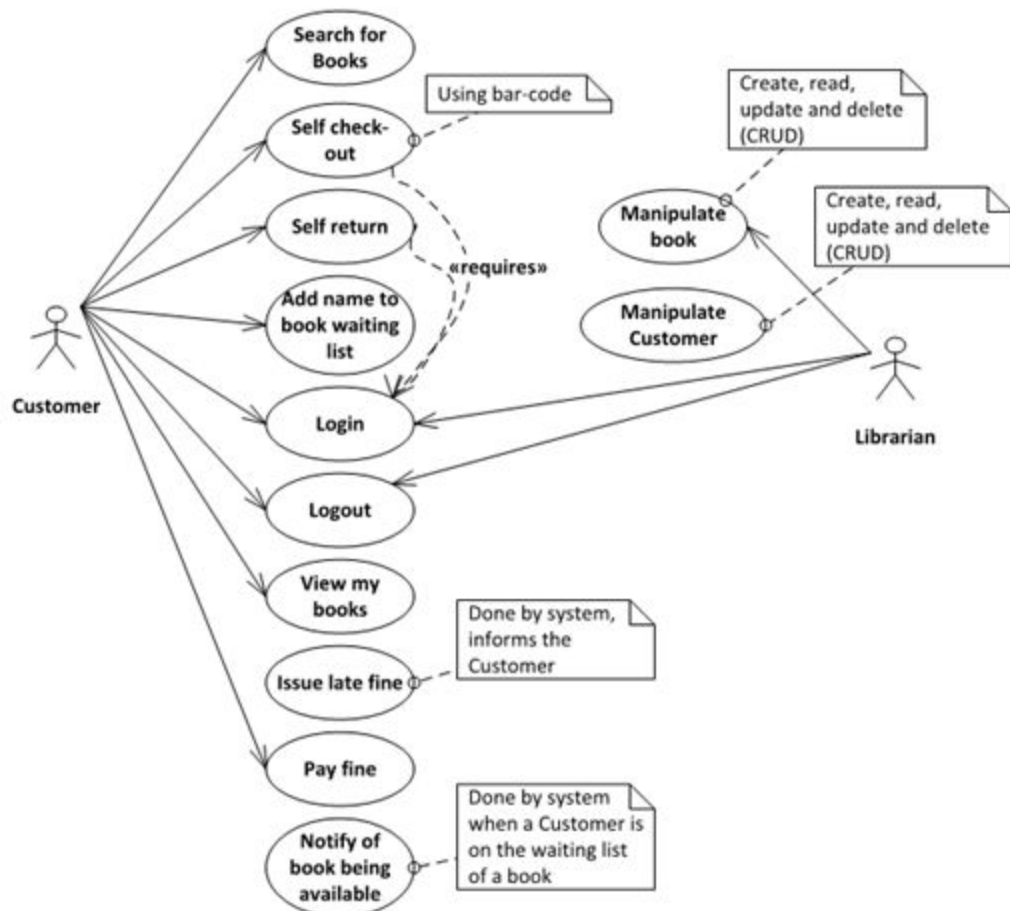 Search for
Books
Using bar-code
Self check-
out
Create, read,
update and delete
(CRUD)
Self return
Manipulate
book
Create, read,
update and delete
(CRUD)
«requires»
Add name to
book waiting
list
Manipulate
Customer
Customer
Login
Librarian
Logout
View my
books
Done by system,
informs the
Customer
Issue late fine
Pay fine
Done by system
when a Customer is
on the waiting list
of a book
Notify of
book being
available